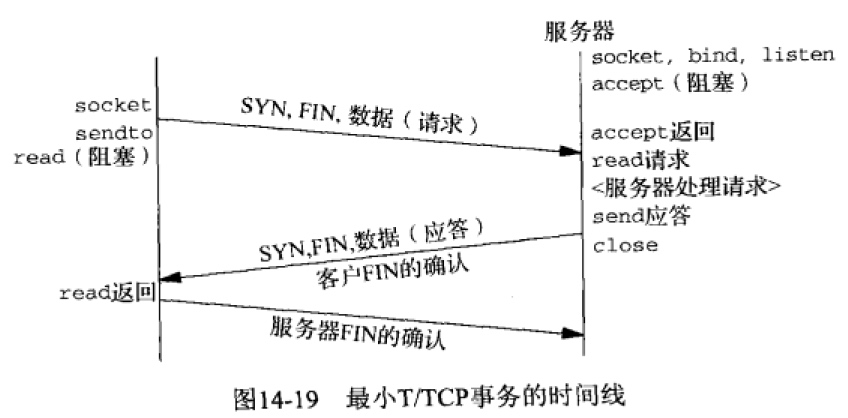 服务器
socket, bind, listen
accept（阻塞）
socket
SYN, FIN, 数据（请求）
sendto
read（阻塞）
accept返回
read请求
<服务器处理请求>
send应答
close
SYN,FIN,数据（应答）
客户FIN的确认
read返回
服务器FIN的确认
图14-19 最小T/TCP事务的时间线